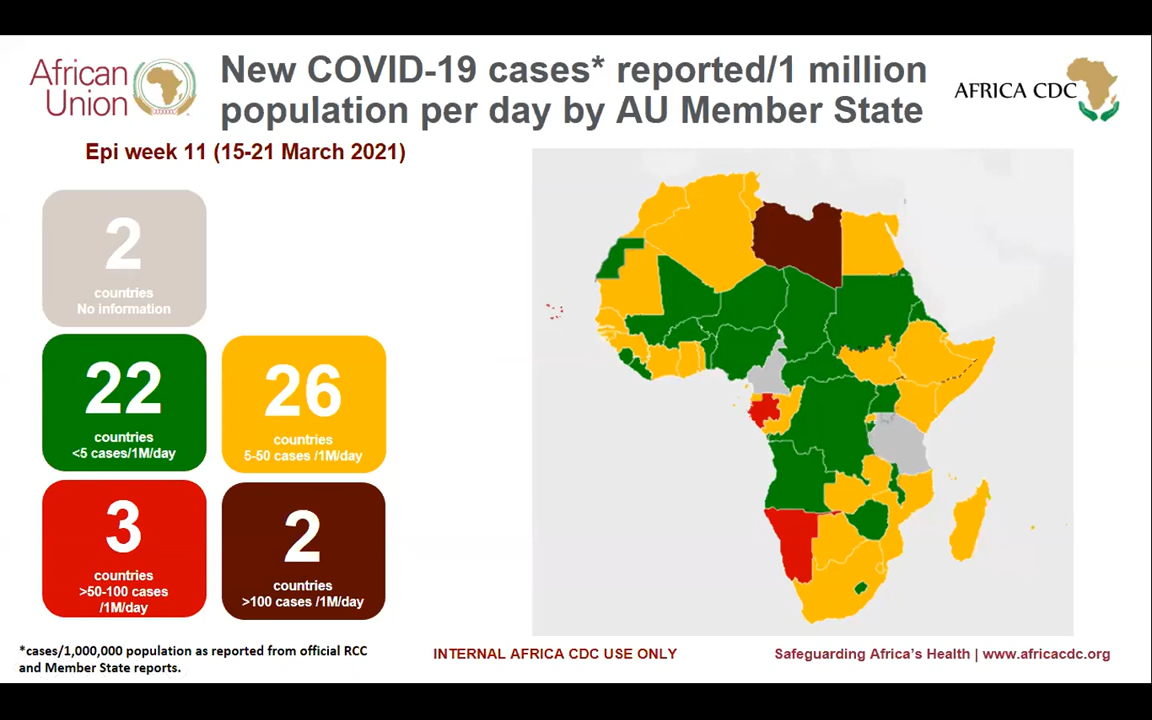 African
Union
New COVID-19 cases* reported/1 million
population per day by AU Member State
AFRICA CDC
Epi week 11 (15-21 March 2021)
2
countries
No information
22
countries
<5 cases/1M/day
26
countries
5-50 cases /1M/day
3
countries
>50-100 cases
/1M/day
2
countries
>100 cases /1M/day
*cases/1,000,000 population as reported from official RCC
and Member State reports.
INTERNAL AFRICA CDC USE ONLY
Safeguarding Africa's Health | www.africacdc.org